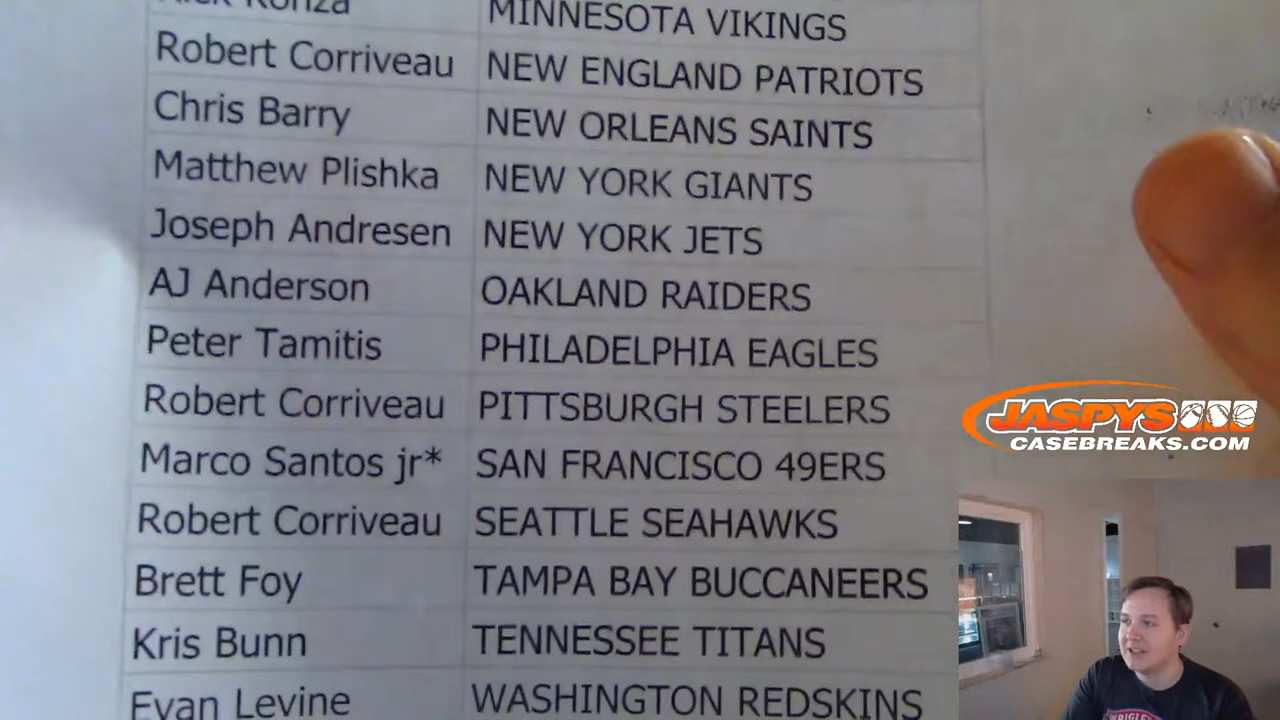 MINNESOTA VIKINGS
Robert Corriveau NEW ENGLAND PATRIOTS
Chris Barry NEW ORLEANS SAINTS
Matthew Plishka NEW YORK GIANTS
Joseph Andresen NEW YORK JETS
AJ Anderson OAKLAND RAIDERS
Peter Tamitis PHILADELPHIA EAGLES
Robert Corriveau PITTSBURGH STEELERS
Marco Santos jr* SAN FRANCISCO 49ERS
Robert Corriveau SEATTLE SEAHAWKS
Brett Foy TAMPA BAY BUCCANEERS
Kris Bunn TENNESSEE TITANS
Evan Levine WASHINGTON REDSKINS
JASPYS
CASEBREAKS.COM
WRIGLEY